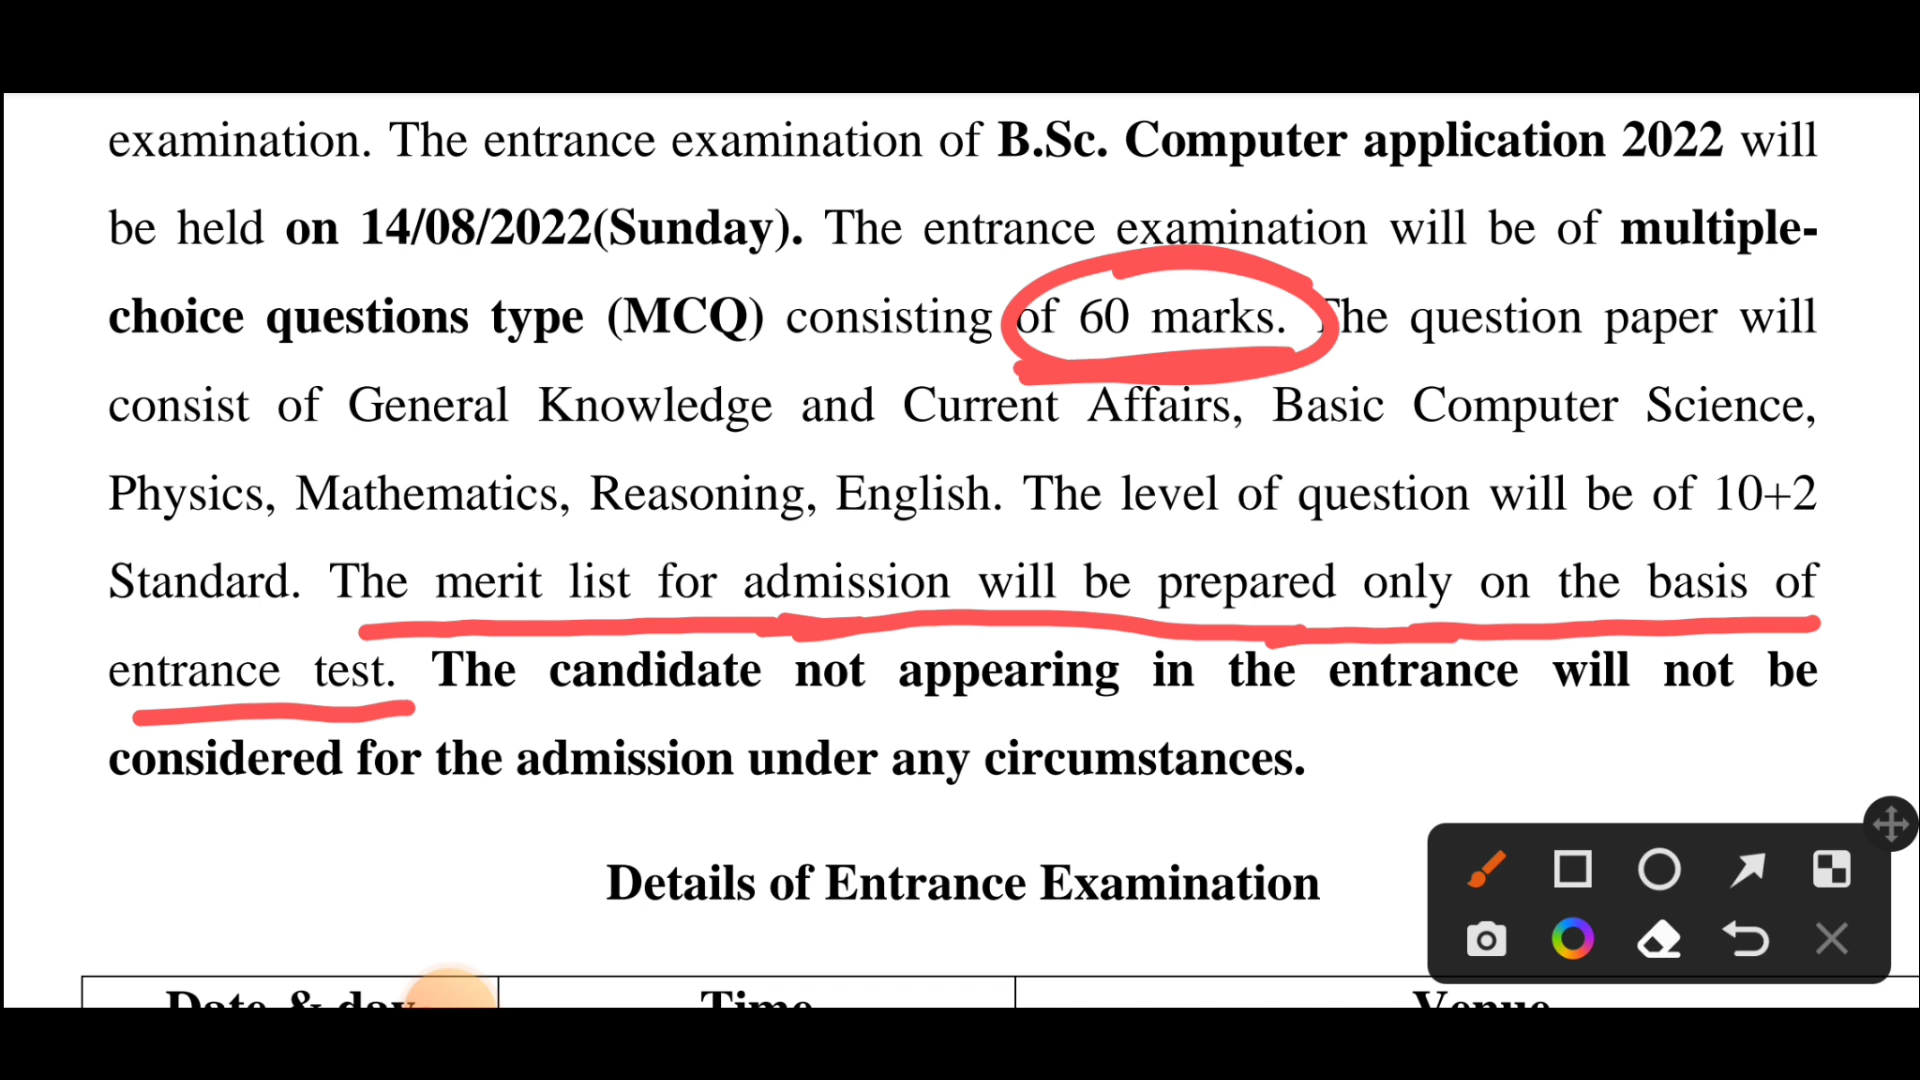 examination. The entrance examination of B.Sc. Computer application 2022 will
be held on 14/08/2022(Sunday). The entrance examination will be of multiple-
choice questions type (MCQ) consisting of 60 marks. The question paper will
consist of General Knowledge and Current Affairs, Basic Computer Science,
Physics, Mathematics, Reasoning, English. The level of question will be of 10+2
Standard. The merit list for admission will be prepared only on the basis of
entrance test. The candidate not appearing in the entrance will not be
considered for the admission under any circumstances.
Details of Entrance Examination
Date & day Time Venue